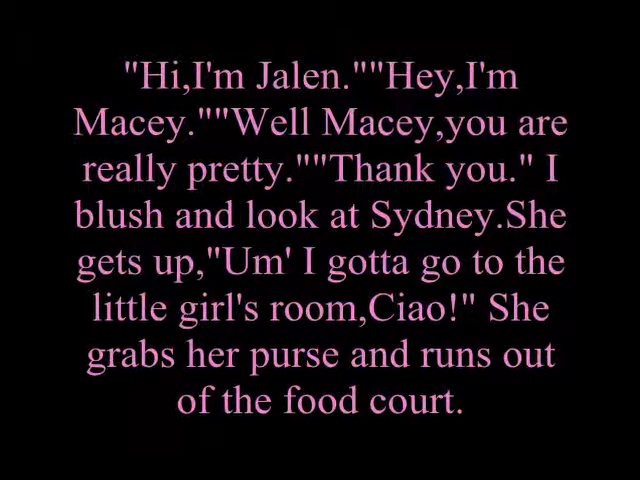 "Hi,I'm Jalen.""Hey,I'm
Macey.""Well Macey,you are
really pretty.""Thank you." I
blush and look at Sydney.She
gets up,"Um' I gotta go to the
little girl's room,Ciao!" She
grabs her purse and runs out
of the food court.